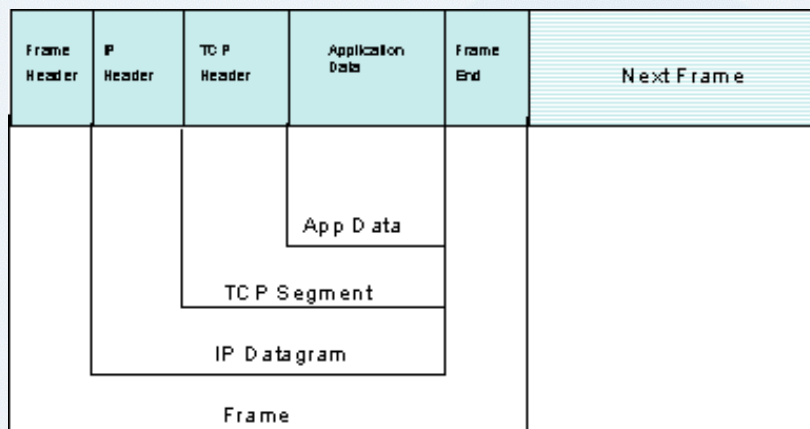 Frame
Header
IP
Header
TCP
Header
Application
Data
Frame
End
Next Frame
App Data
TCP Segment
IP Datagram
Frame